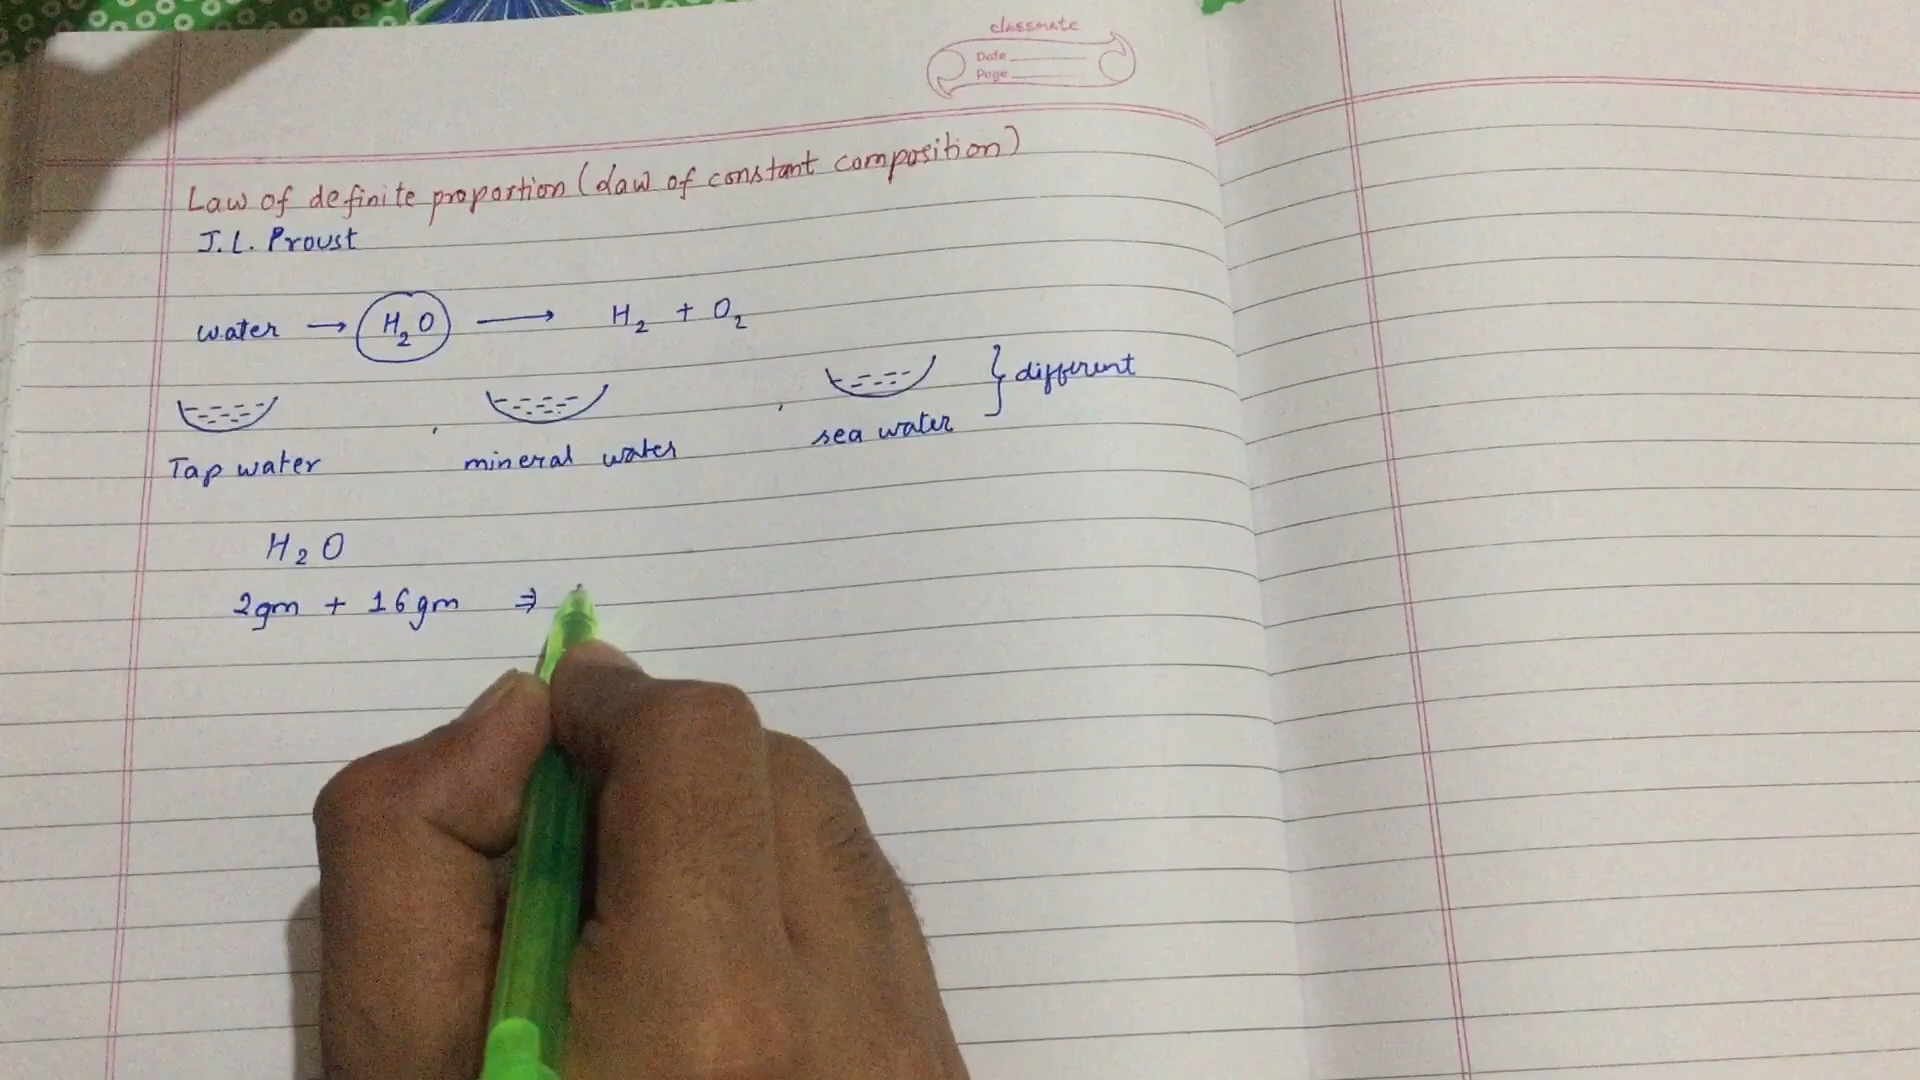 classmate
Date
Page
Law of definite proportion (Law of constant composition)
J.L. Proust
water → H₂O ⟶ H₂ + O₂
} different
Tap water , mineral water , sea water
H₂O
2gm + 16gm ⇒